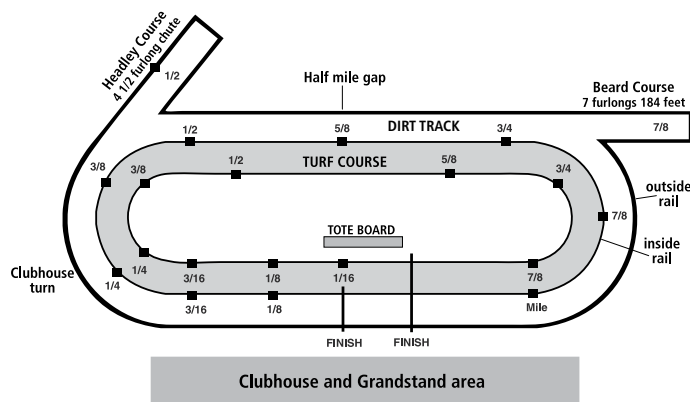 Headley Course
4 1/2 furlong chute
1/2
Half mile gap
Beard Course
7 furlongs 184 feet
1/2
5/8
DIRT TRACK
3/4
7/8
3/8
3/8
1/2
TURF COURSE
5/8
3/4
outside
rail
7/8
TOTE BOARD
inside
rail
Clubhouse
turn
1/4
1/4
3/16
1/8
1/16
7/8
3/16
1/8
Mile
FINISH
FINISH
Clubhouse and Grandstand area